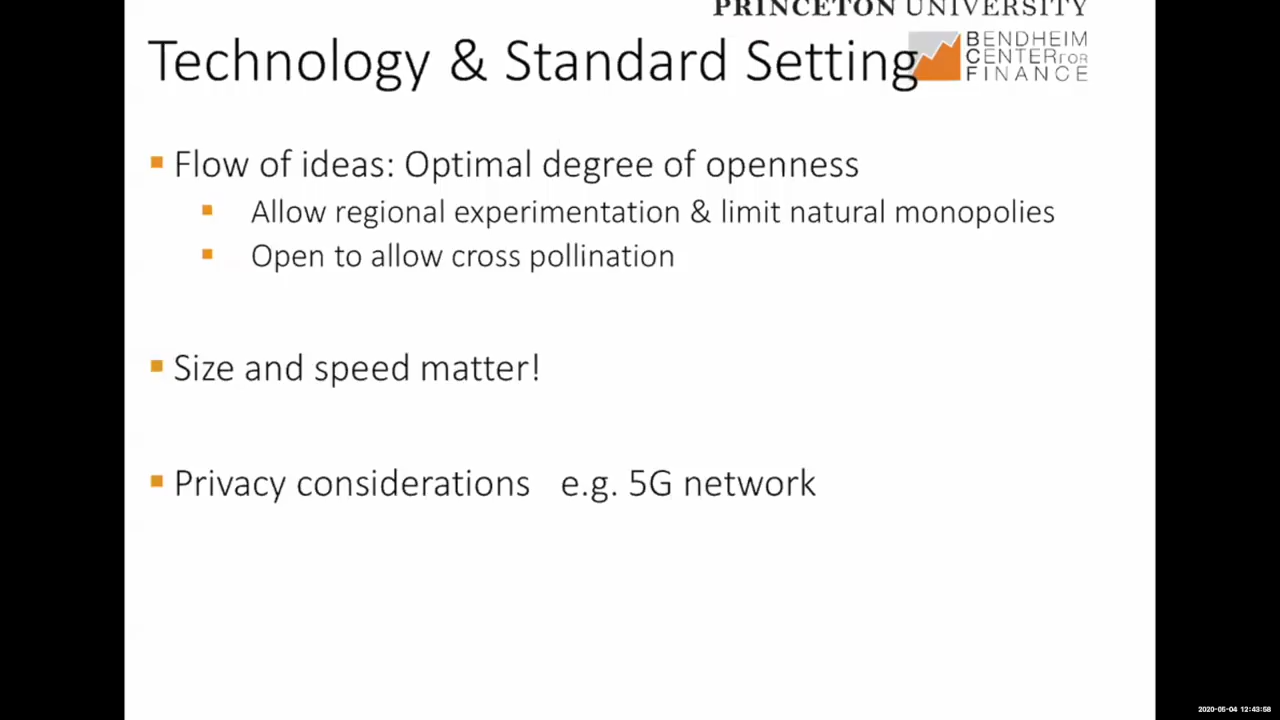 PRINCETON UNIVERSITY
Technology & Standard Setting
BENDHEIM
CENTER FOR
FINANCE
▪ Flow of ideas: Optimal degree of openness
▪ Allow regional experimentation & limit natural monopolies
▪ Open to allow cross pollination
▪ Size and speed matter!
▪ Privacy considerations e.g. 5G network
2020-05-04 12:43:58